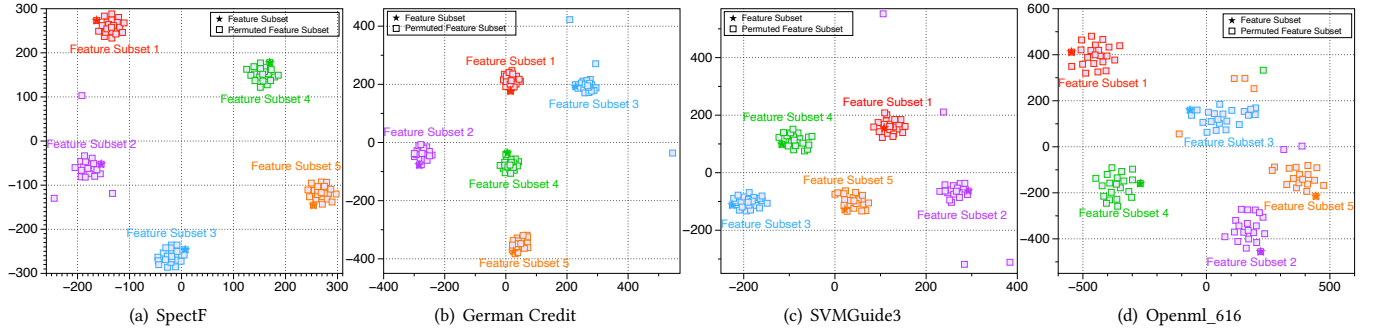 Feature Subset
Permuted Feature Subset
Feature Subset 1
Feature Subset 4
Feature Subset 2
Feature Subset 5
Feature Subset 3
300
200
100
0
−100
−200
−300
−200
−100
0
100
200
300
(a) SpectF
Feature Subset
Permuted Feature Subset
Feature Subset 1
Feature Subset 3
Feature Subset 2
Feature Subset 4
Feature Subset 5
400
200
0
−200
−400
−400
−200
0
200
400
(b) German Credit
Feature Subset
Permuted Feature Subset
Feature Subset 1
Feature Subset 4
Feature Subset 5
Feature Subset 2
Feature Subset 3
400
200
0
−200
−200
0
200
400
(c) SVMGuide3
Feature Subset
Permuted Feature Subset
Feature Subset 1
Feature Subset 3
Feature Subset 4
Feature Subset 5
Feature Subset 2
600
400
200
0
−200
−400
−500
0
500
(d) Openml_616